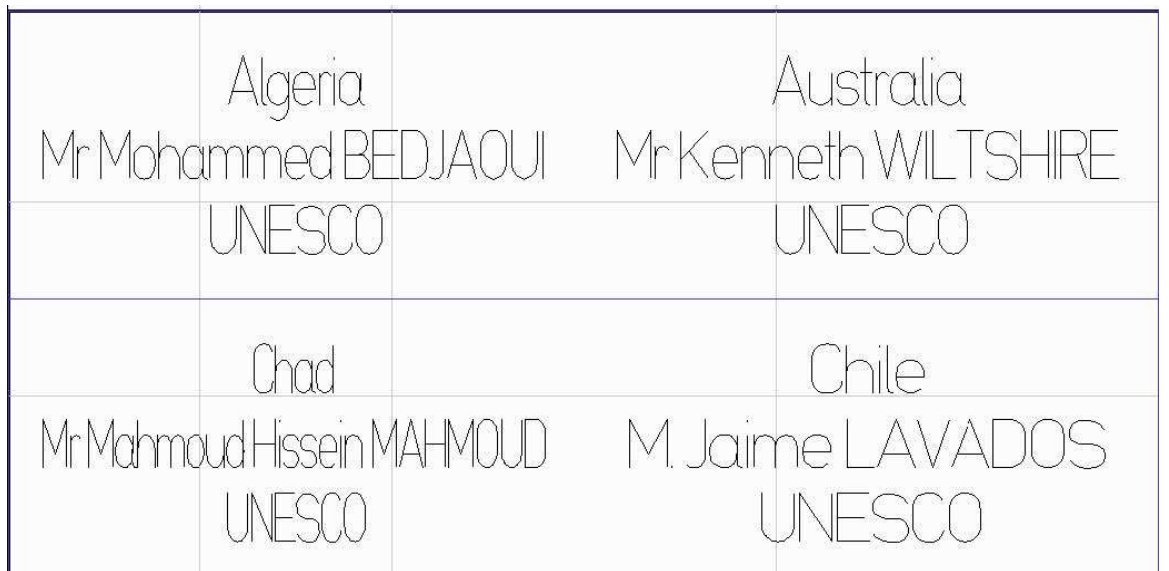 Algeria
Mr Mohammed BEDJAOUI
UNESCO
Australia
Mr Kenneth WILTSHIRE
UNESCO
Chad
Mr Mahmoud Hissein MAHMOUD
UNESCO
Chile
M. Jaime LAVADOS
UNESCO